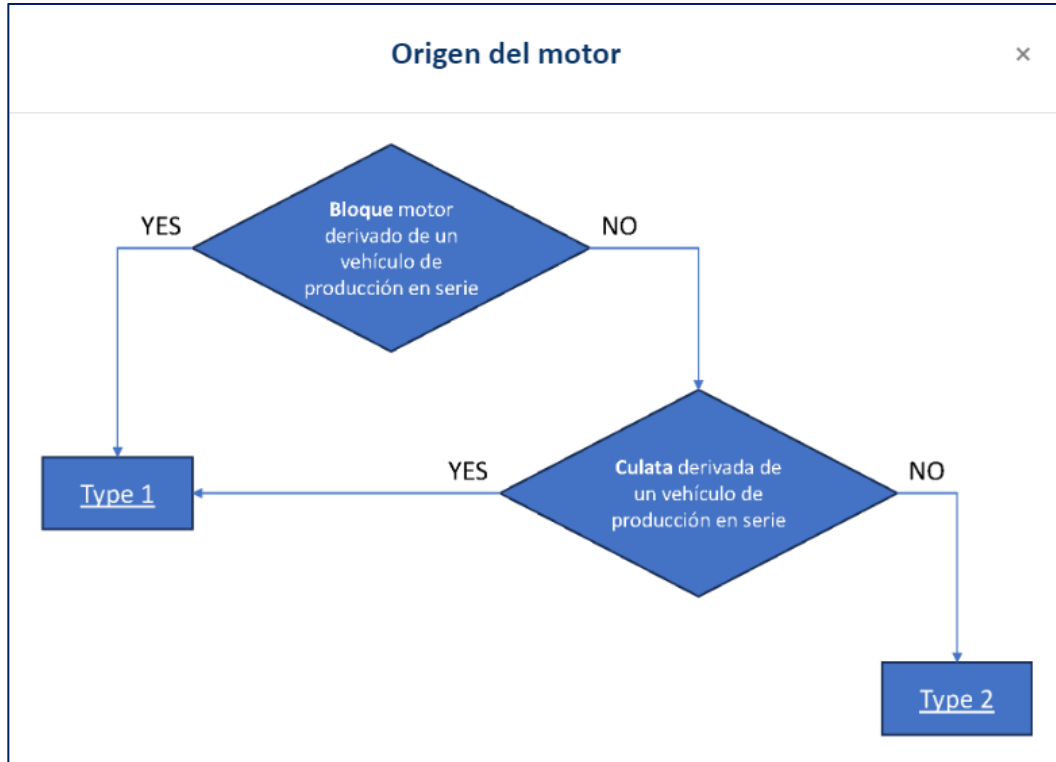 Origen del motor
×
YES
Bloque motor
derivado de un
vehículo de
producción en serie
NO
Type 1
YES
Culata derivada de
un vehículo de
producción en serie
NO
Type 2